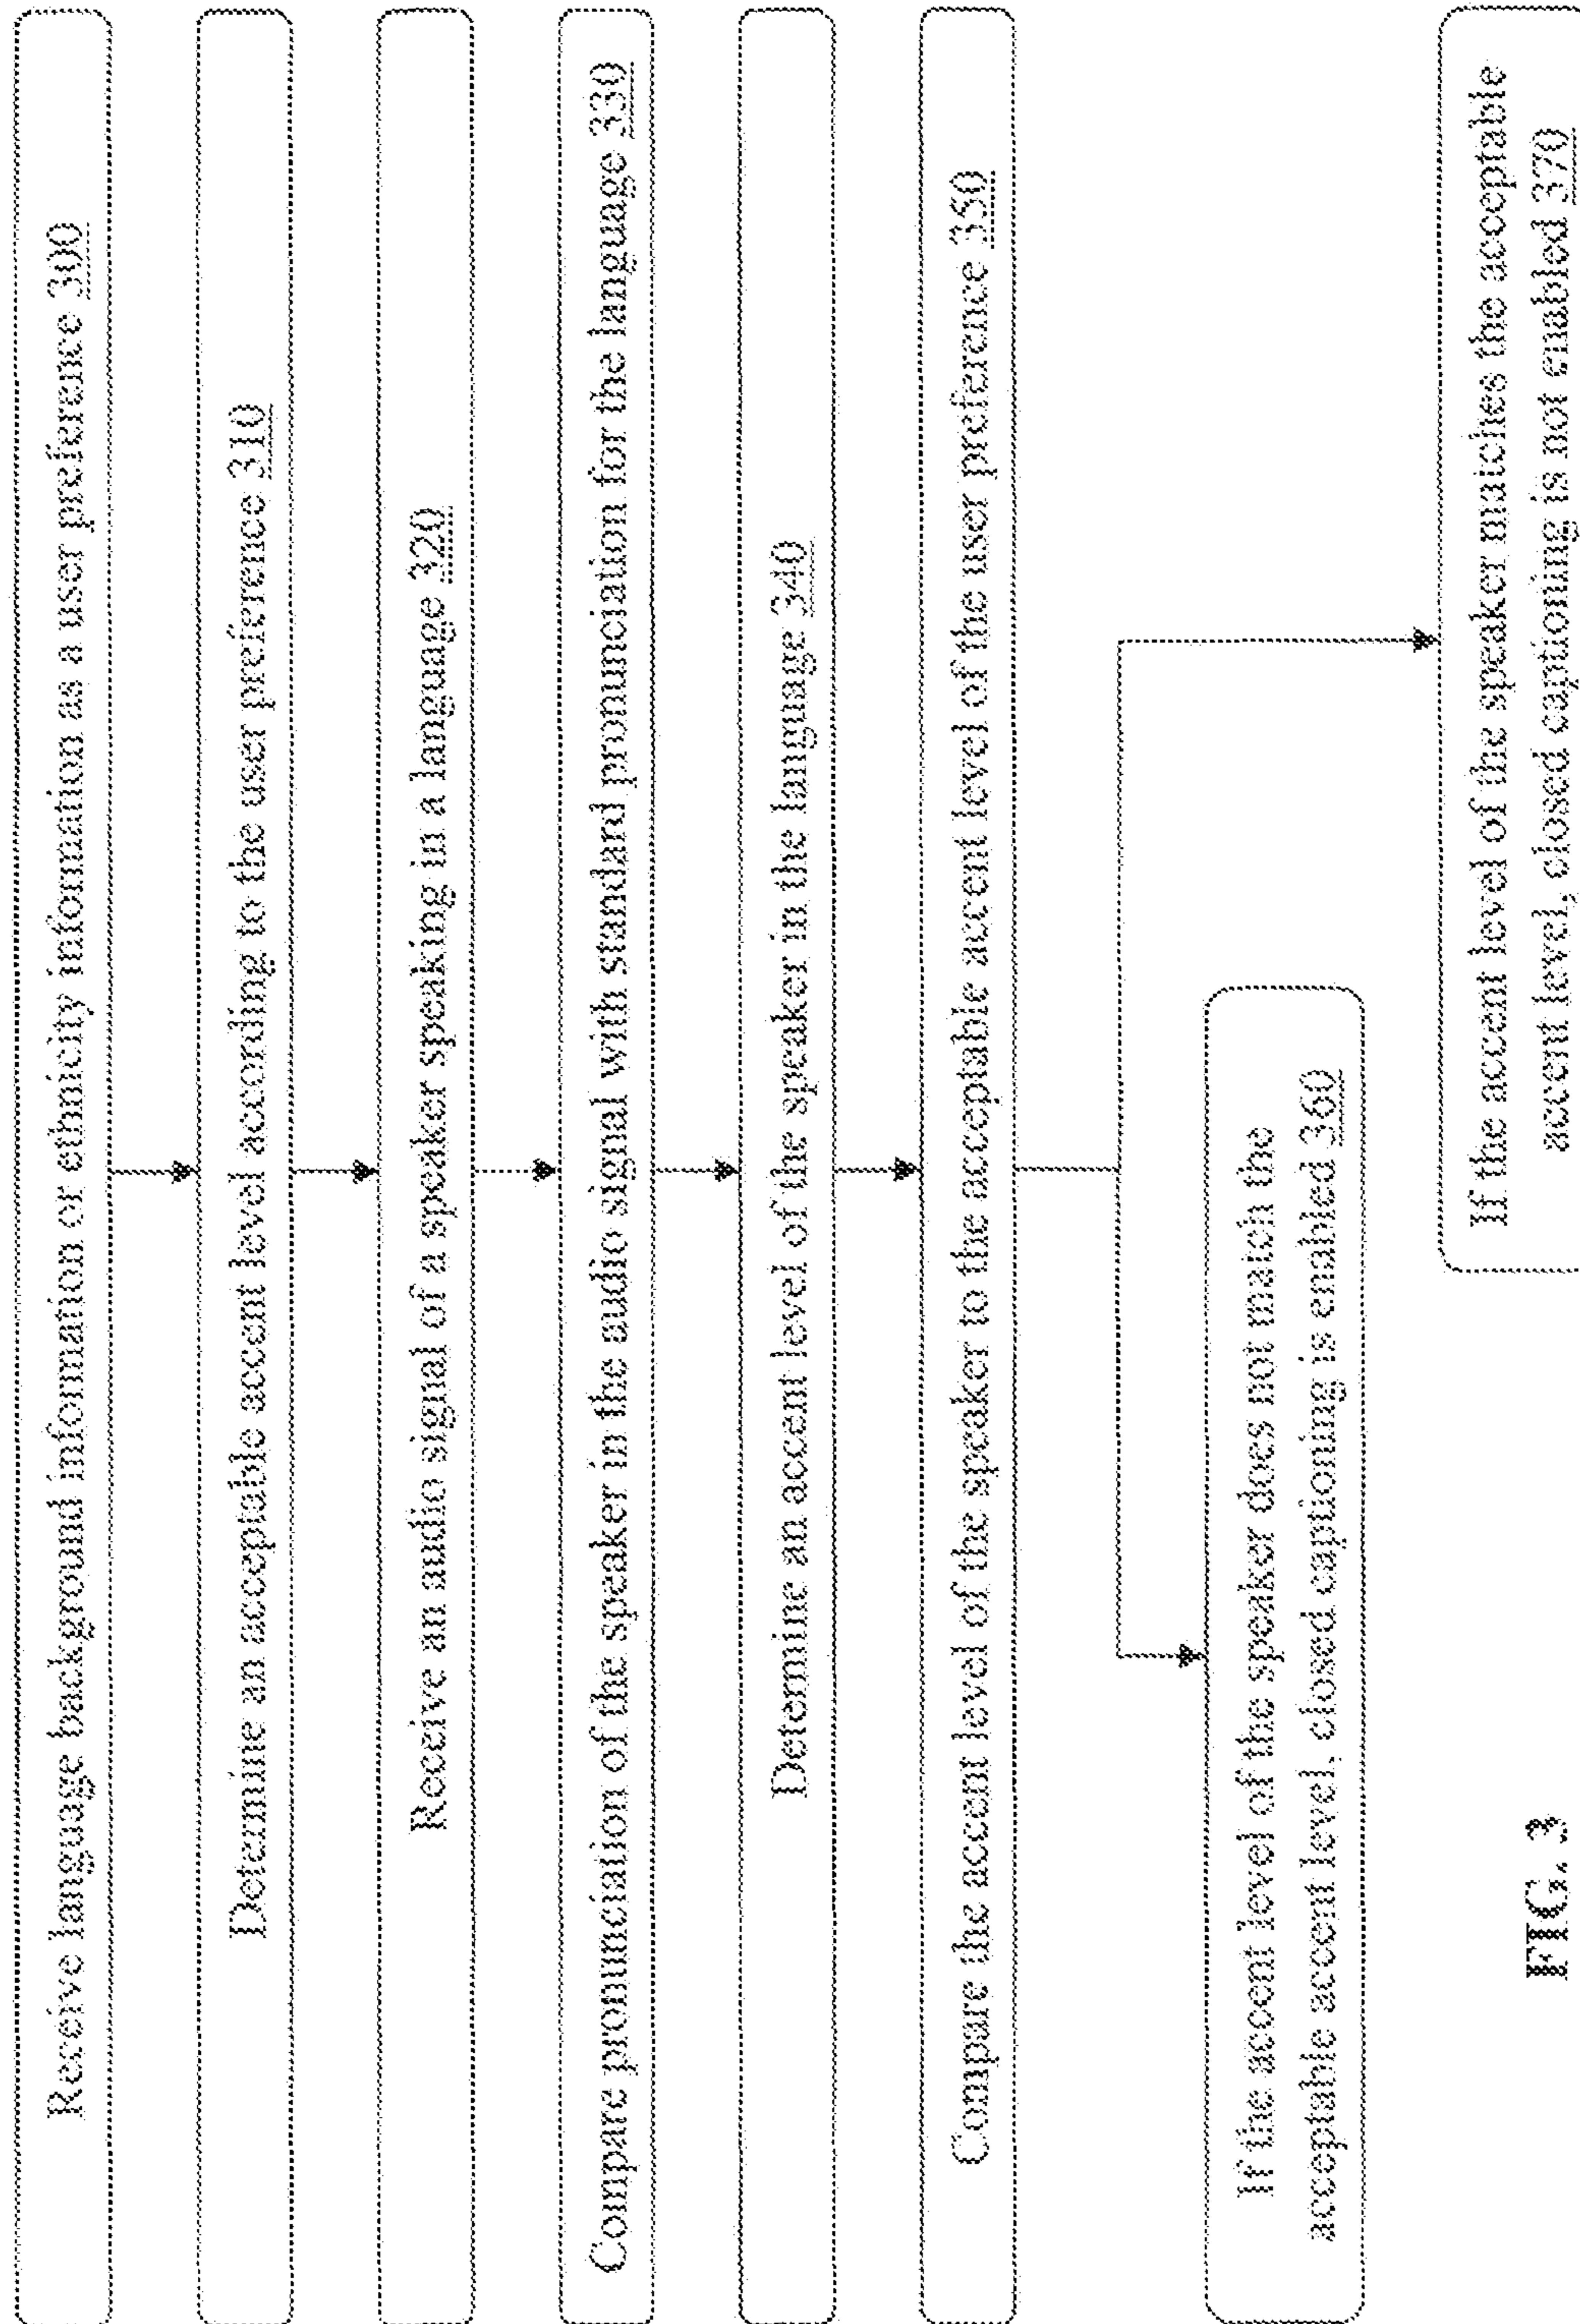 Receive language background information or ethnicity information as a user preference 300
Determine an acceptable accent level according to the user preference 310
Receive an audio signal of a speaker speaking in a language 320
Compare pronunciation of the speaker in the audio signal with standard pronunciation for the language 330
Determine an accent level of the speaker in the language 340
Compare the accent level of the speaker to the acceptable accent level of the user preference 350
If the accent level of the speaker does not match the
acceptable accent level, closed captioning is enabled 360
If the accent level of the speaker matches the acceptable
accent level, closed captioning is not enabled 370
FIG. 3